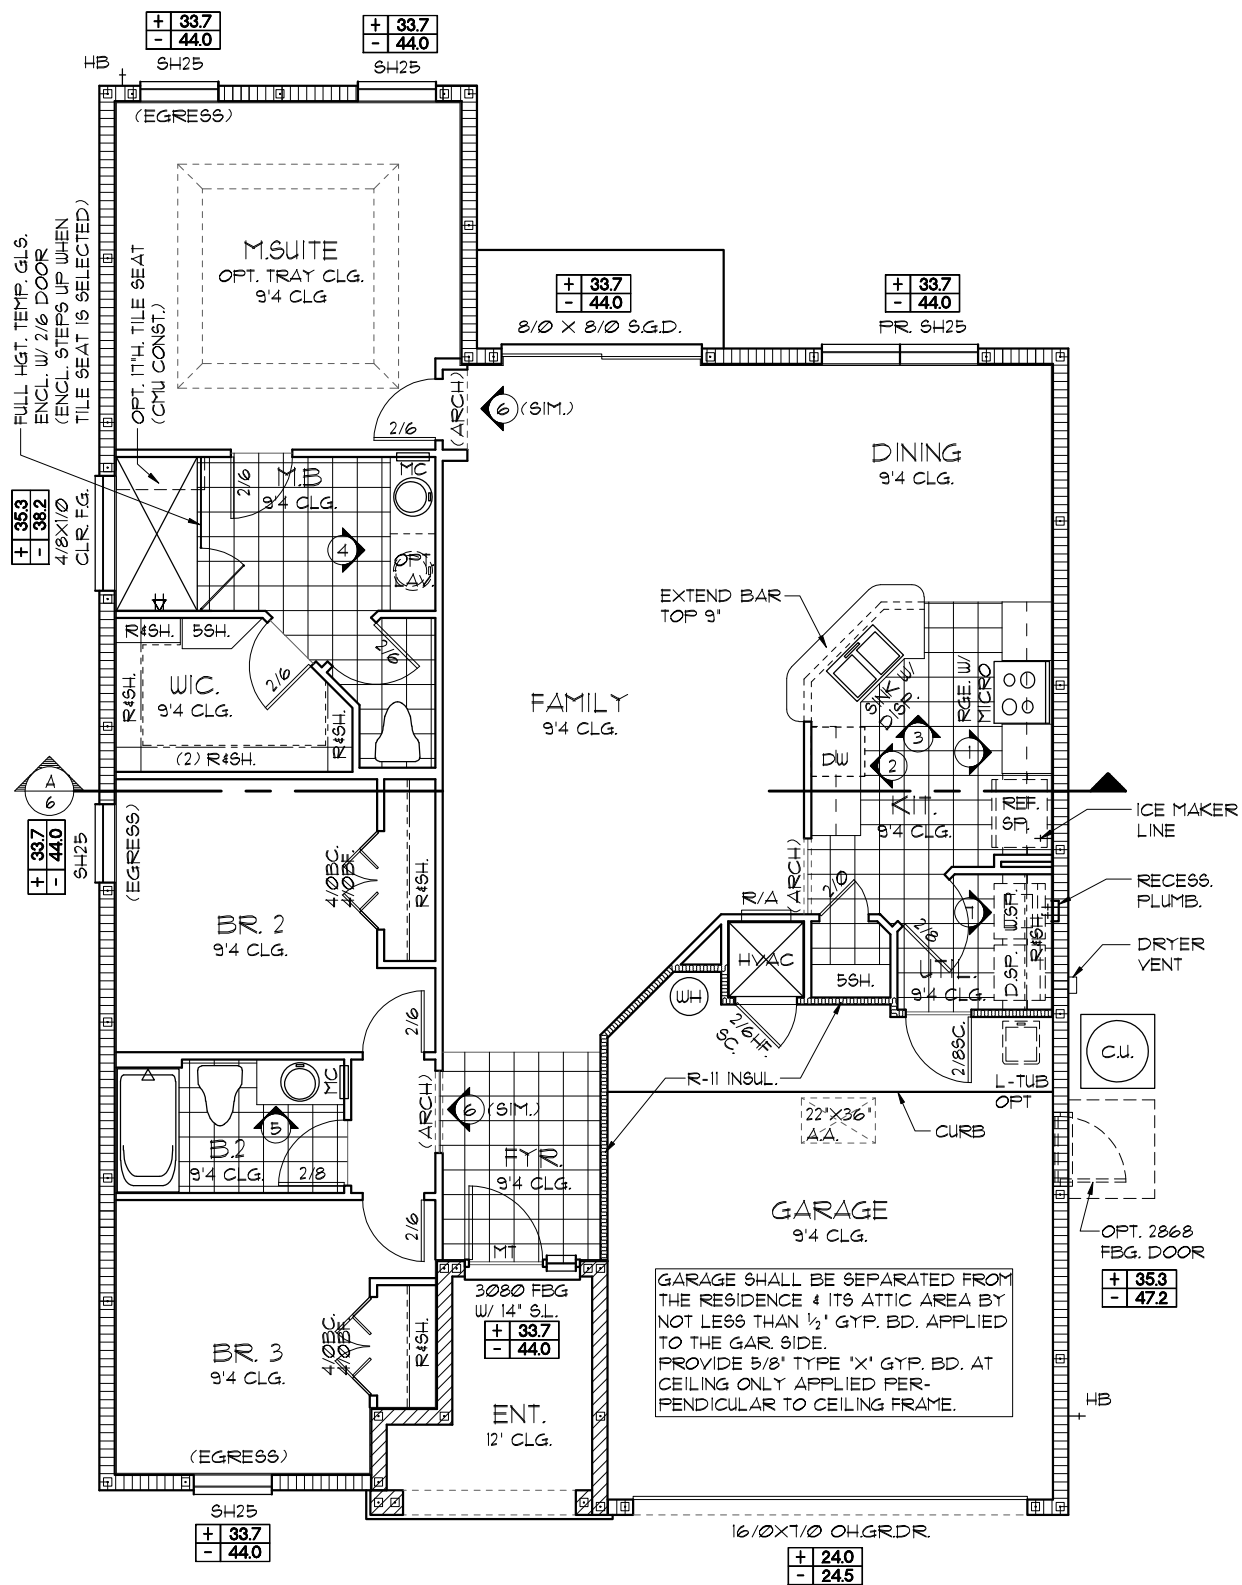 + 33.7
- 44.0
SH25
+ 33.7
- 44.0
SH25
HB
(EGRESS)
M.SUITE
OPT. TRAY CLG.
9'4 CLG
FULL HGT. TEMP. GLS.
ENCL. W/ 2/6 DOOR
(ENCL. STEPS UP WHEN
TILE SEAT IS SELECTED)
OPT. 17"H. TILE SEAT
(CMU CONST.)
+ 33.7
- 44.0
8/0 X 8/0 S.G.D.
+ 33.7
- 44.0
PR. SH25
2/6
(ARCH)
6 (SIM.)
DINING
9'4 CLG.
+ 35.3
- 38.2
4/8X1/0
CLR. F.G.
2/6
M.B
9'4 CLG.
MC
4
OPT.
LAV.
EXTEND BAR
TOP 9"
R&SH.
5SH.
2/6
2/6
W.I.C.
9'4 CLG.
R&SH.
R&SH.
(2) R&SH.
FAMILY
9'4 CLG.
SINK W/
DISP.
RGE. W/
MICRO
3
1
2
DW
KIT.
9'4 CLG.
REF.
SP.
ICE MAKER
LINE
A
6
+ 33.7
- 44.0
SH25
(EGRESS)
4/0BC.
4/0BF.
R&SH.
BR. 2
9'4 CLG.
(ARCH)
2/0
R/A
HVAC
5SH.
WH
2/6HF.
SC.
1
2/8
W.SP.
D.SP.
R&SH.
UTIL.
9'4 CLG.
RECESS.
PLUMB.
DRYER
VENT
2/8SC.
L-TUB
OPT
C.U.
2/6
R-11 INSUL.
22"X36"
A.A.
CURB
MC
5
B.2
9'4 CLG.
2/8
(ARCH)
6 (SIM.)
FYR.
9'4 CLG.
2/6
MT
3080 FBG
W/ 14" S.L.
+ 33.7
- 44.0
GARAGE
9'4 CLG.
OPT. 2868
FBG. DOOR
+ 35.3
- 47.2
GARAGE SHALL BE SEPARATED FROM
THE RESIDENCE & ITS ATTIC AREA BY
NOT LESS THAN 1/2" GYP. BD. APPLIED
TO THE GAR. SIDE.
PROVIDE 5/8" TYPE "X" GYP. BD. AT
CEILING ONLY APPLIED PER-
PENDICULAR TO CEILING FRAME.
BR. 3
9'4 CLG.
4/0BC.
4/0BF.
R&SH.
ENT.
12' CLG.
HB
(EGRESS)
SH25
+ 33.7
- 44.0
16/0X7/0 OH.GR.DR.
+ 24.0
- 24.5